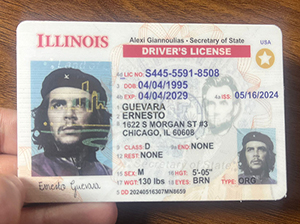 Alexi Giannoulias - Secretary of State
ILLINOIS
USA
DRIVER'S LICENSE
4d LIC NO: S445-5591-8508
3 DOB: 04/04/1995
4b EXP: 04/04/2029 4a ISS: 05/16/2024
1 GUEVARA
2 ERNESTO
1622 S MORGAN ST #3
CHICAGO, IL 60608
9 CLASS: D 9a END: NONE
12 REST: NONE
15 SEX: M 16 HGT: 5'-05"
17 WGT: 130 lbs 18 EYES: BRN TYPE: ORG
5 DD 20240516307MN8659
Ernesto Guevara